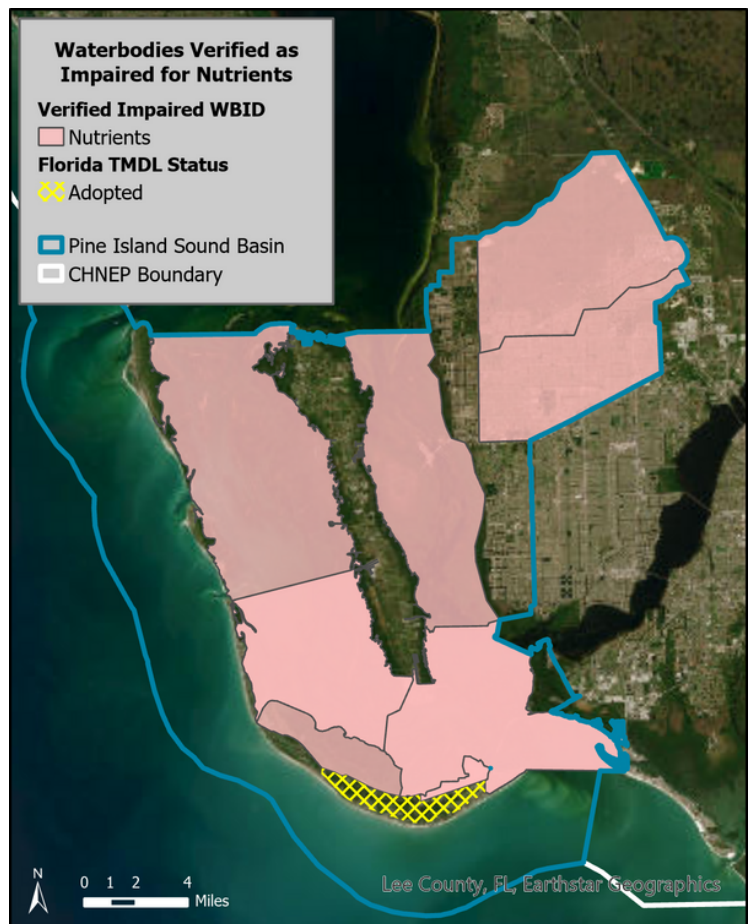 Waterbodies Verified as
Impaired for Nutrients
Verified Impaired WBID
Nutrients
Florida TMDL Status
Adopted
Pine Island Sound Basin
CHNEP Boundary
N
0 1 2 4
Miles
Lee County, FL, Earthstar Geographics